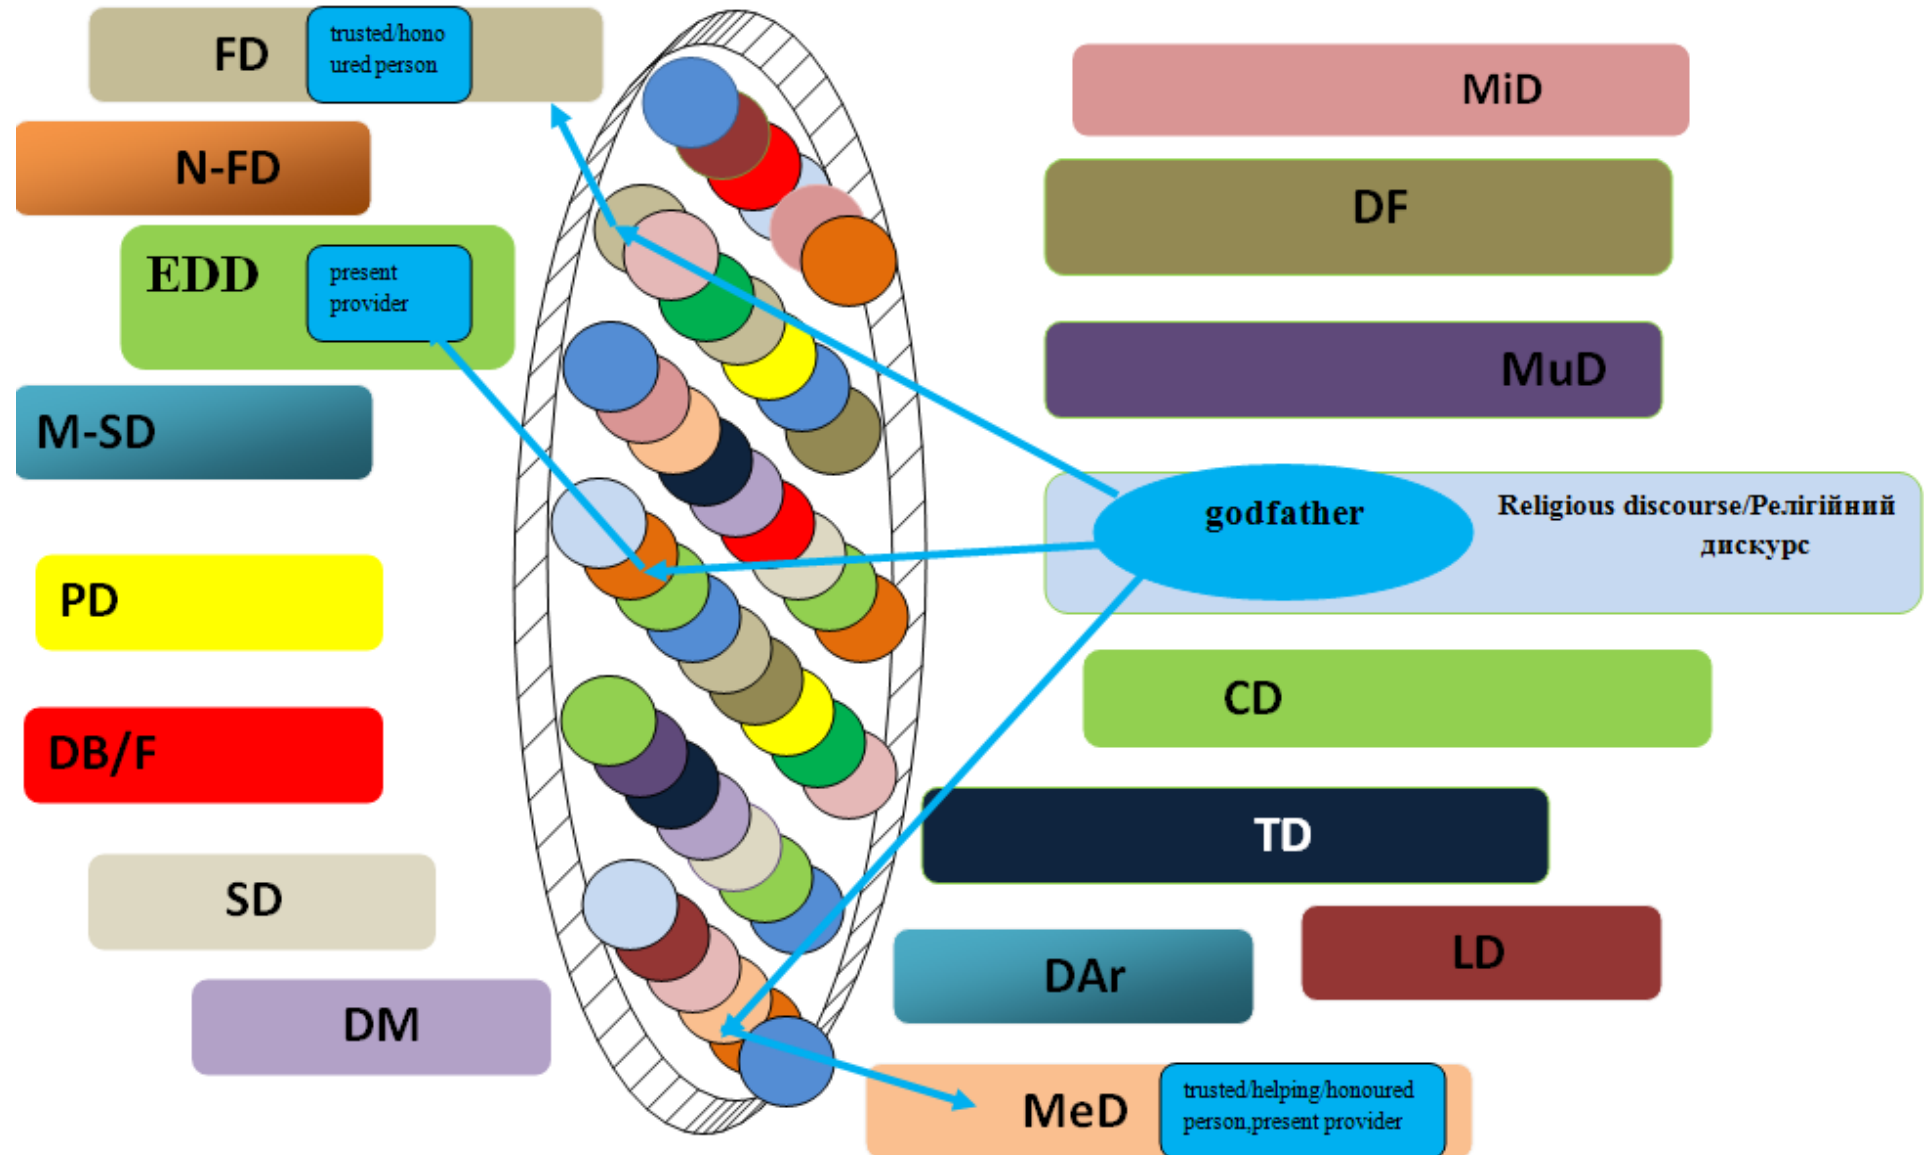 FD
trusted/hono
ured person
N-FD
EDD
present
provider
M-SD
PD
DB/F
SD
DM
MiD
DF
MuD
godfather
Religious discourse/Релігійний
дискурс
CD
TD
LD
DAr
MeD
trusted/helping/honoured
person,present provider